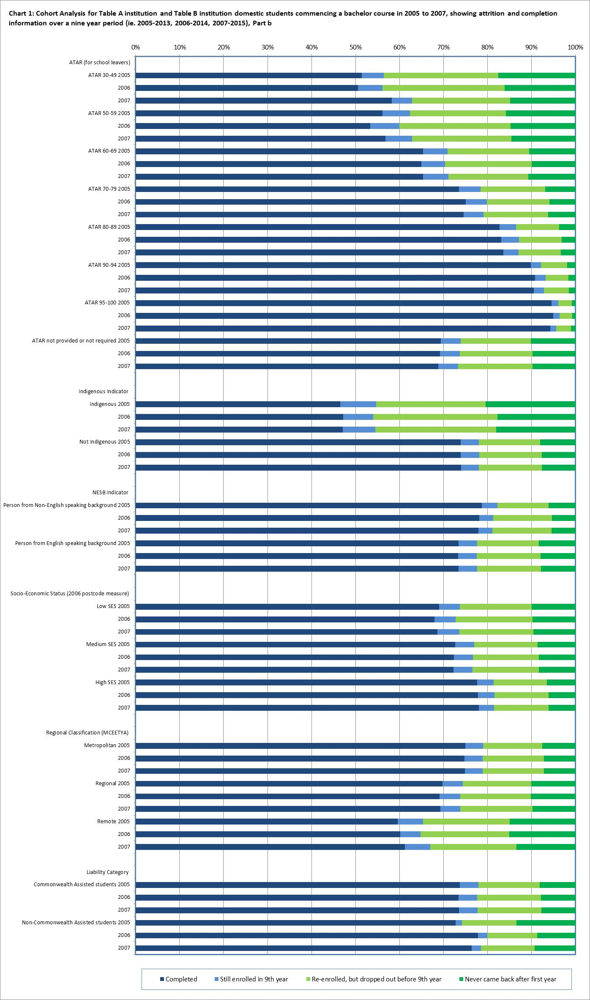 Chart 1: Cohort Analysis for Table A institution and Table B institution domestic students commencing a bachelor course in 2005 to 2007, showing attrition and completion
information over a nine year period (ie. 2005-2013, 2006-2014, 2007-2015), Part b
0% 10% 20% 30% 40% 50% 60% 70% 80% 90% 100%
ATAR (for school leavers)
ATAR 30-49 2005
2006
2007
ATAR 50-59 2005
2006
2007
ATAR 60-69 2005
2006
2007
ATAR 70-79 2005
2006
2007
ATAR 80-89 2005
2006
2007
ATAR 90-94 2005
2006
2007
ATAR 95-100 2005
2006
2007
ATAR not provided or not required 2005
2006
2007
Indigenous Indicator
Indigenous 2005
2006
2007
Not Indigenous 2005
2006
2007
NESB Indicator
Person from Non-English speaking background 2005
2006
2007
Person from English speaking background 2005
2006
2007
Socio-Economic Status (2006 postcode measure)
Low SES 2005
2006
2007
Medium SES 2005
2006
2007
High SES 2005
2006
2007
Regional Classification (MCEETYA)
Metropolitan 2005
2006
2007
Regional 2005
2006
2007
Remote 2005
2006
2007
Liability Category
Commonwealth Assisted students 2005
2006
2007
Non-Commonwealth Assisted students 2005
2006
2007
Completed Still enrolled in 9th year Re-enrolled, but dropped out before 9th year Never came back after first year